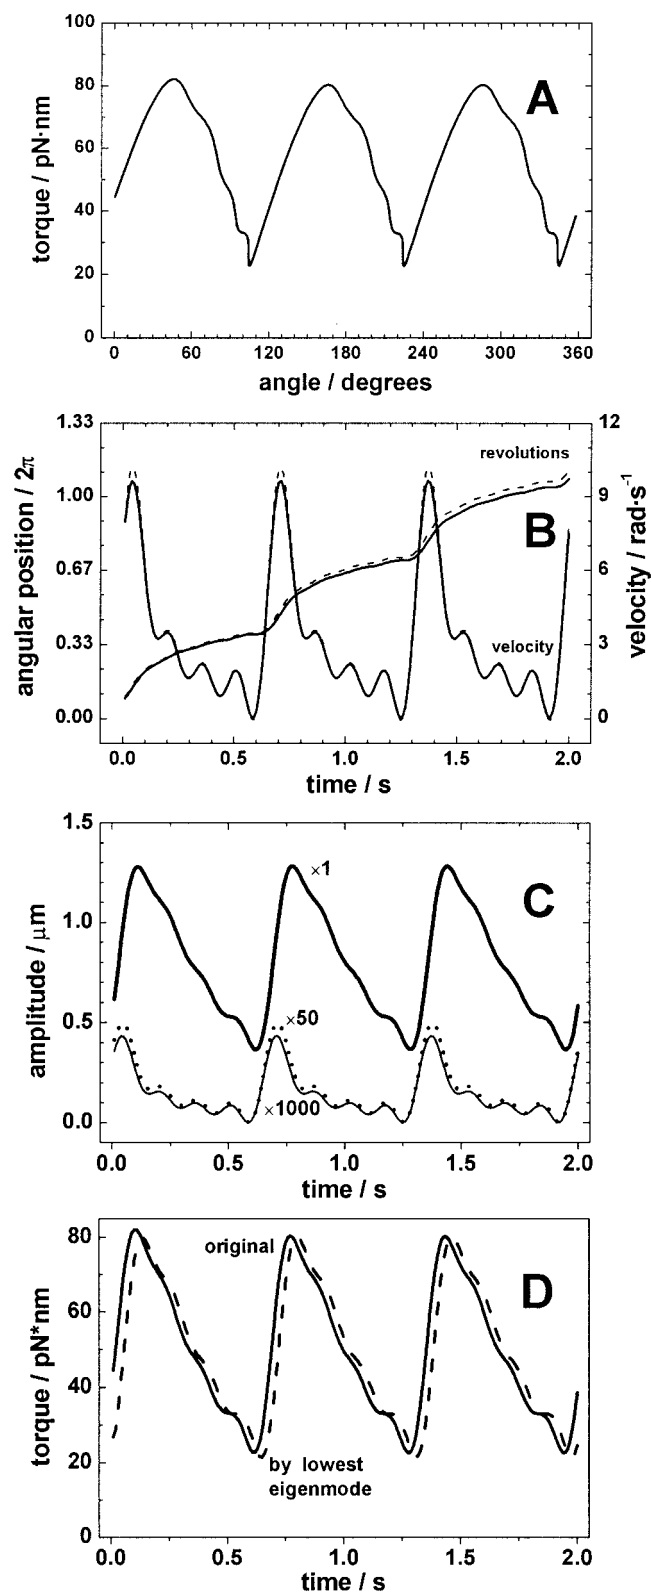 100
80
60
40
20
0
torque / pN·nm
A
0 60 120 180 240 300 360
angle / degrees
1.33
1.00
0.67
0.33
0.00
angular position / 2π
12
9
6
3
0
velocity / rad·s⁻¹
revolutions
B
velocity
0.0 0.5 1.0 1.5 2.0
time / s
1.5
1.0
0.5
0.0
amplitude / μm
×1
C
×50
×1000
0.0 0.5 1.0 1.5 2.0
time / s
80
60
40
20
0
torque / pN*nm
original
D
by lowest
eigenmode
0.0 0.5 1.0 1.5 2.0
time / s